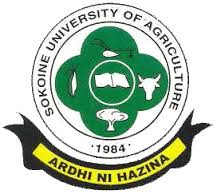 SOKOINE UNIVERSITY OF AGRICULTURE
· 1984 ·
ARDHI NI HAZINA